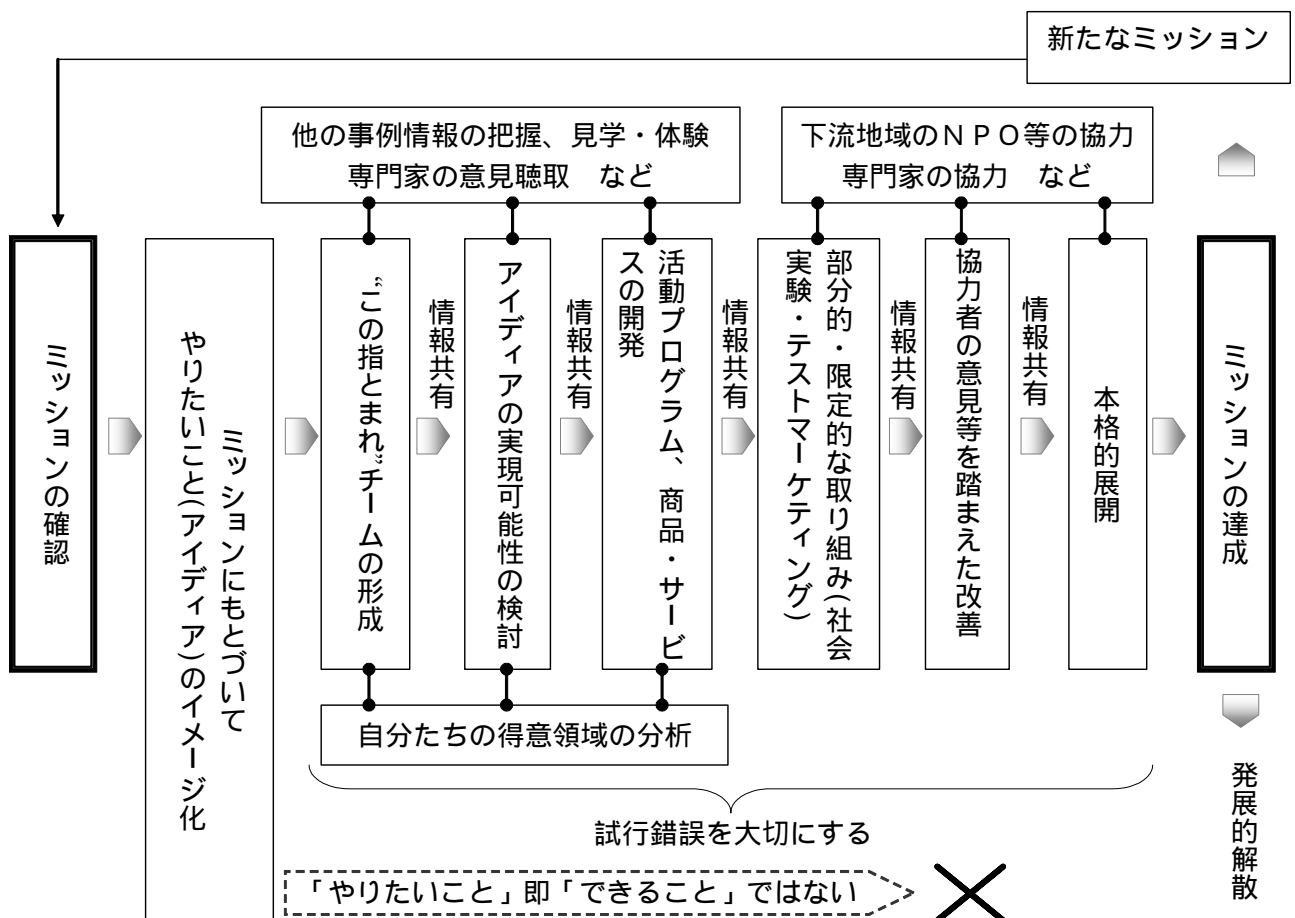 新たなミッション
他の事例情報の把握、見学・体験
専門家の意見聴取　など
下流地域のＮＰＯ等の協力
専門家の協力　など
ミッションの確認
ミッションにもとづいて
やりたいこと(アイディア)のイメージ化
“この指とまれ”チームの形成
情報共有
アイディアの実現可能性の検討
情報共有
活動プログラム、商品・サービ
スの開発
情報共有
部分的・限定的な取り組み(社会
実験・テストマーケティング)
情報共有
協力者の意見等を踏まえた改善
情報共有
本格的展開
ミッションの達成
自分たちの得意領域の分析
試行錯誤を大切にする
発展的解散
「やりたいこと」即「できること」ではない